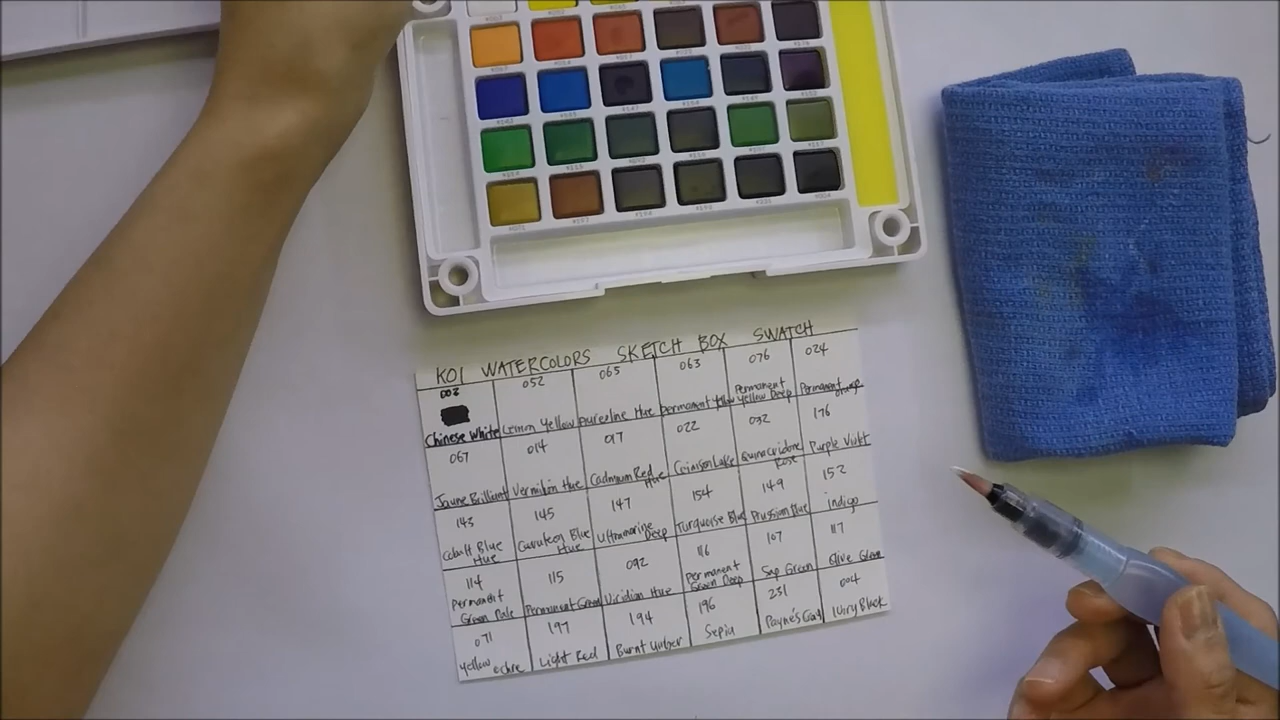 KOI WATERCOLORS SKETCH BOX SWATCH
002 052 065 063 076 024
Chinese White Lemon Yellow Aureoline Hue Permanent Yellow Permanent Yellow Deep Permanent Orange
067 014 017 022 032 176
Jaune Brilliant Vermilion Hue Cadmium Red Hue Crimson Lake Quinacridone Rose Purple Violet
143 145 147 154 149 152
Cobalt Blue Hue Blue Hue Ultramarine Deep Turquoise Blue Prussian Blue Indigo
114 115 092 116 107 117
Permanent Green Pale Permanent Green Viridian Hue Permanent Green Deep Sap Green Olive Green
071 197 194 196 231 004
Yellow Ochre Light Red Burnt Umber Sepia Payne's Gray Ivory Black